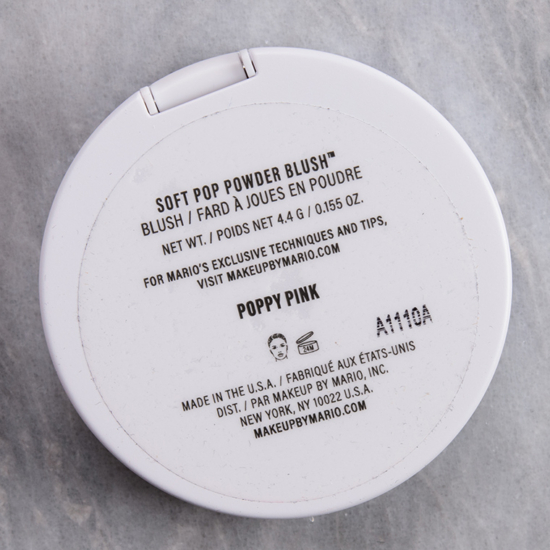 SOFT POP POWDER BLUSH™
BLUSH / FARD À JOUES EN POUDRE
NET WT. / POIDS NET 4.4 G / 0.155 OZ.
FOR MARIO'S EXCLUSIVE TECHNIQUES AND TIPS,
VISIT MAKEUPBYMARIO.COM
POPPY PINK
A1110A
24M
MADE IN THE U.S.A. / FABRIQUÉ AUX ÉTATS-UNIS
DIST. / PAR MAKEUP BY MARIO, INC.
NEW YORK, NY 10022 U.S.A.
MAKEUPBYMARIO.COM